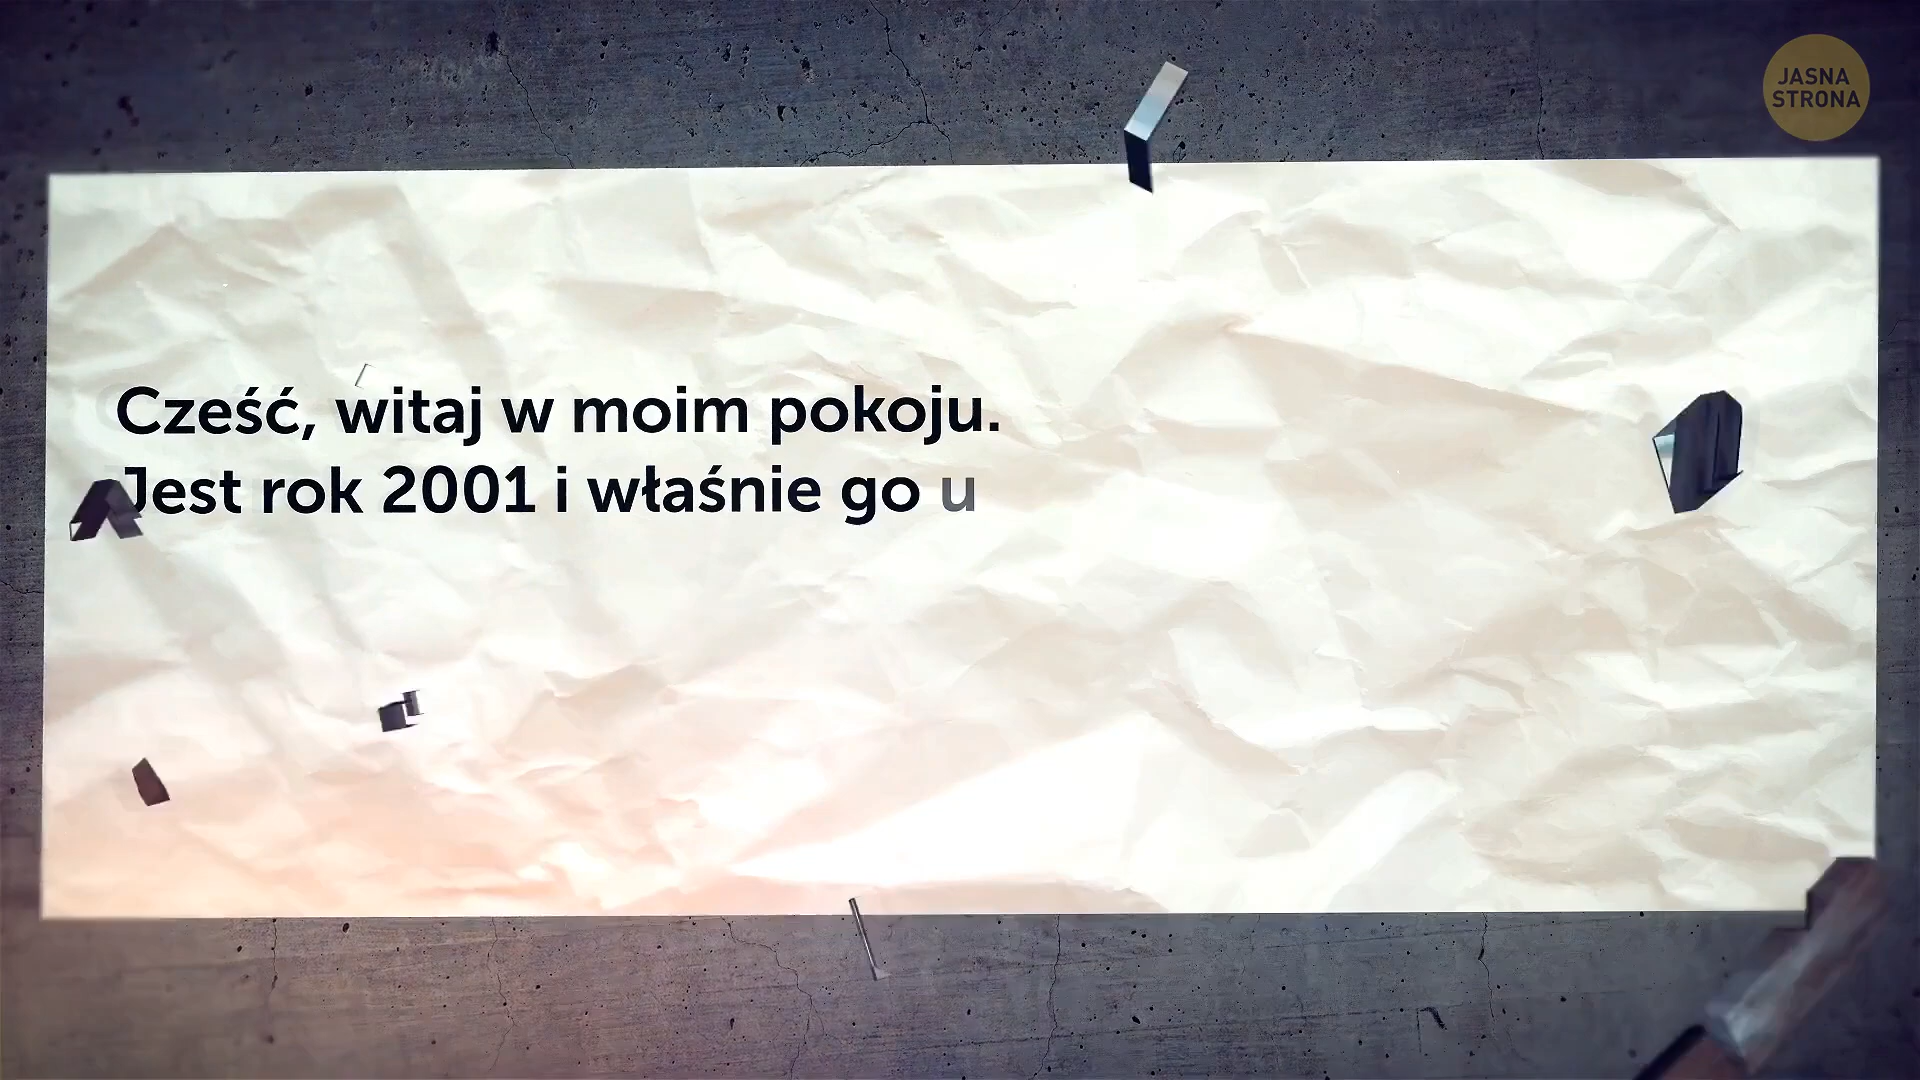 JASNA
STRONA
Cześć, witaj w moim pokoju.
Jest rok 2001 i właśnie go u